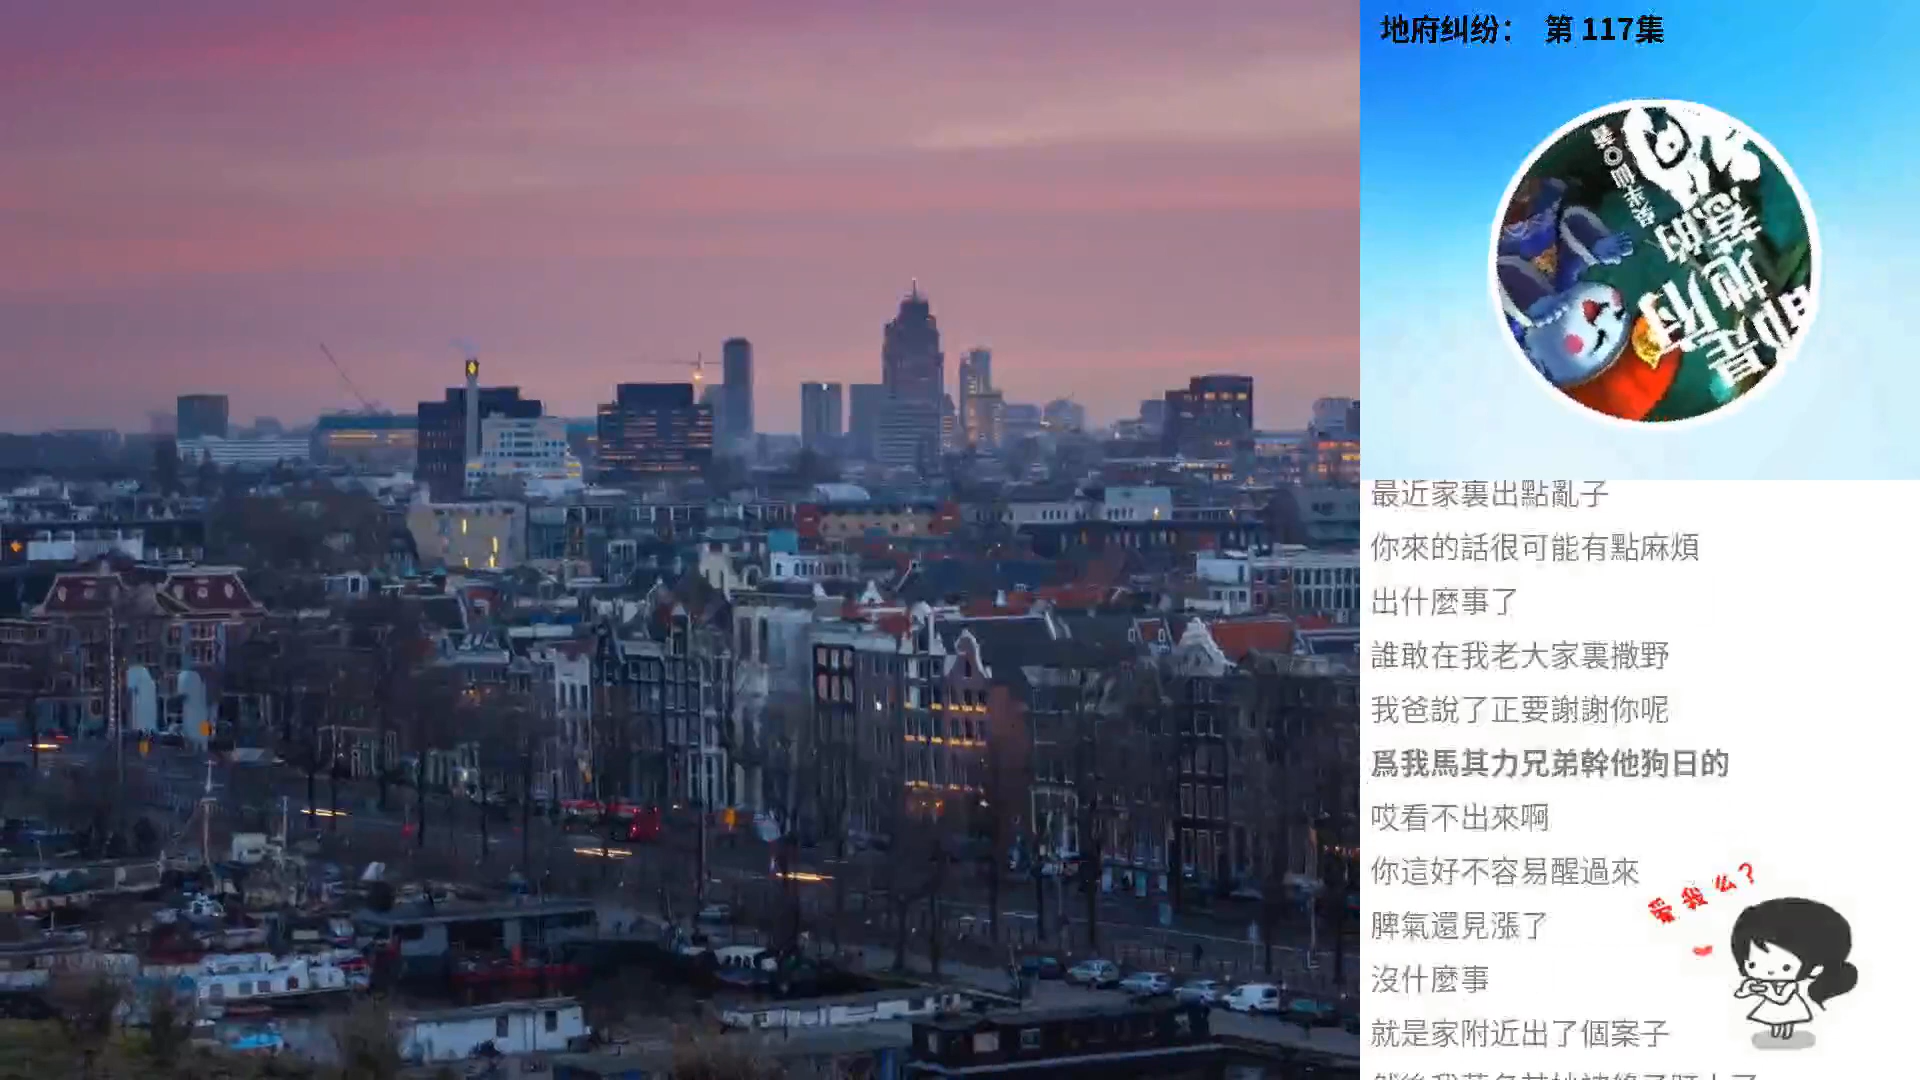 地府纠纷： 第 117集
最近家裏出點亂子
你來的話很可能有點麻煩
出什麼事了
誰敢在我老大家裏撒野
我爸說了正要謝謝你呢
爲我馬其力兄弟幹他狗日的
哎看不出來啊
你這好不容易醒過來
脾氣還見漲了
沒什麼事
就是家附近出了個案子
爱我么？